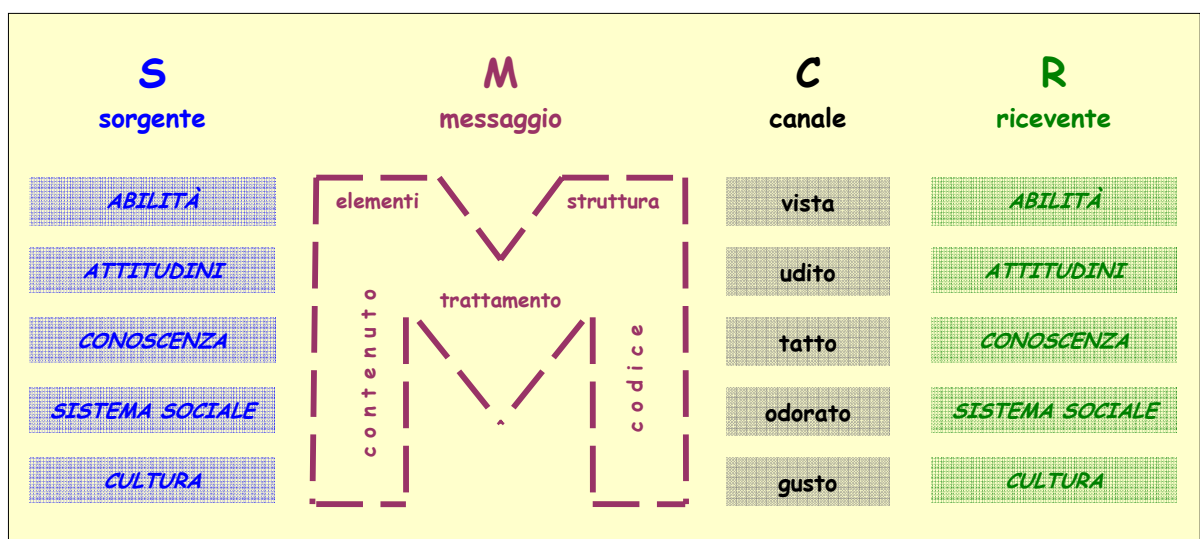 S
sorgente
ABILITÀ
ATTITUDINI
CONOSCENZA
SISTEMA SOCIALE
CULTURA
M
messaggio
elementi
struttura
trattamento
contenuto
codice
C
canale
vista
udito
tatto
odorato
gusto
R
ricevente
ABILITÀ
ATTITUDINI
CONOSCENZA
SISTEMA SOCIALE
CULTURA